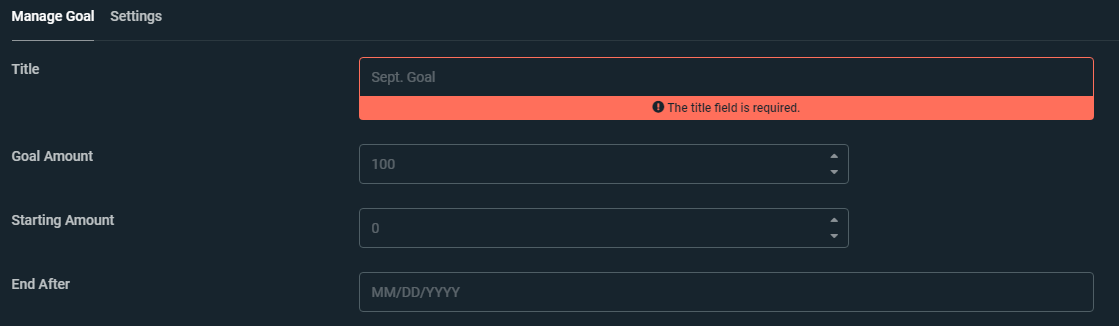 Manage Goal Settings
Title
Sept. Goal
The title field is required.
Goal Amount
100
Starting Amount
0
End After
MM/DD/YYYY